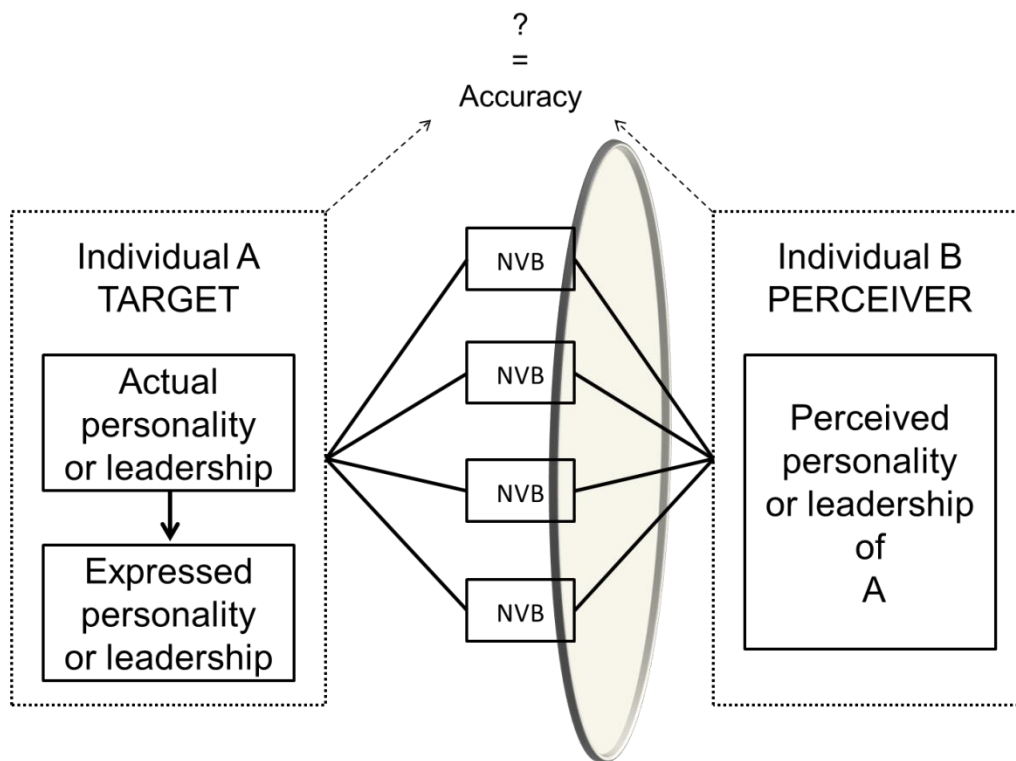 ?
=
Accuracy
Individual A
TARGET
Actual
personality
or leadership
Expressed
personality
or leadership
NVB
NVB
NVB
NVB
Individual B
PERCEIVER
Perceived
personality
or leadership
of
A